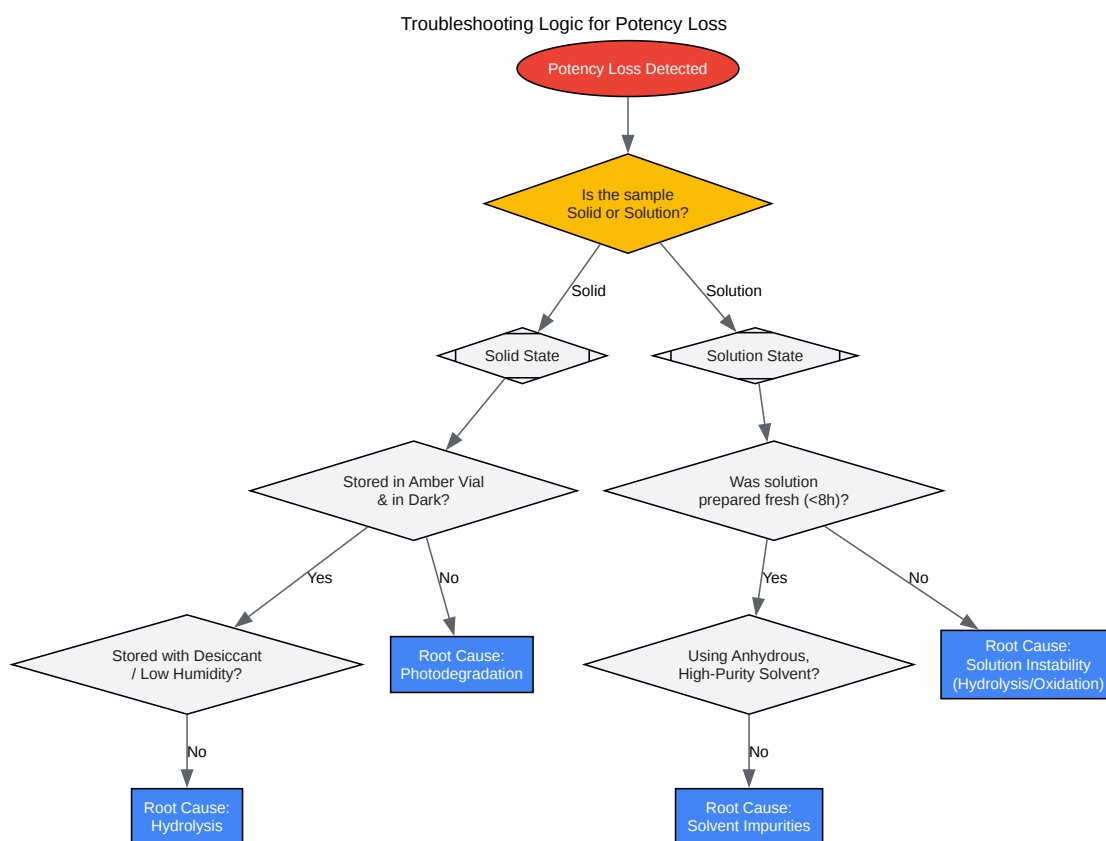 Troubleshooting Logic for Potency Loss
Potency Loss Detected
Is the sample
Solid or Solution?
Solid
Solution
Solid State
Solution State
Stored in Amber Vial
& in Dark?
Was solution
prepared fresh (<8h)?
Yes
No
Yes
No
Stored with Desiccant
/ Low Humidity?
Root Cause:
Photodegradation
Using Anhydrous,
High-Purity Solvent?
Root Cause:
Solution Instability
(Hydrolysis/Oxidation)
No
No
Root Cause:
Hydrolysis
Root Cause:
Solvent Impurities